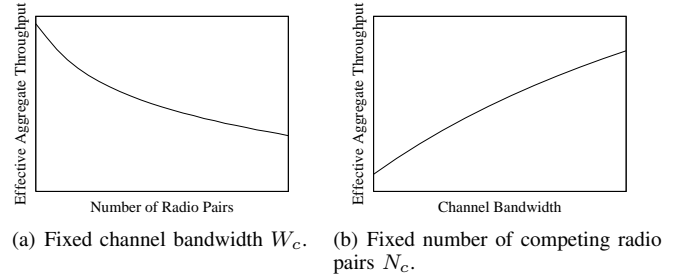 Effective Aggregate Throughput
Number of Radio Pairs
(a) Fixed channel bandwidth W_c.
Effective Aggregate Throughput
Channel Bandwidth
(b) Fixed number of competing radio
pairs N_c.